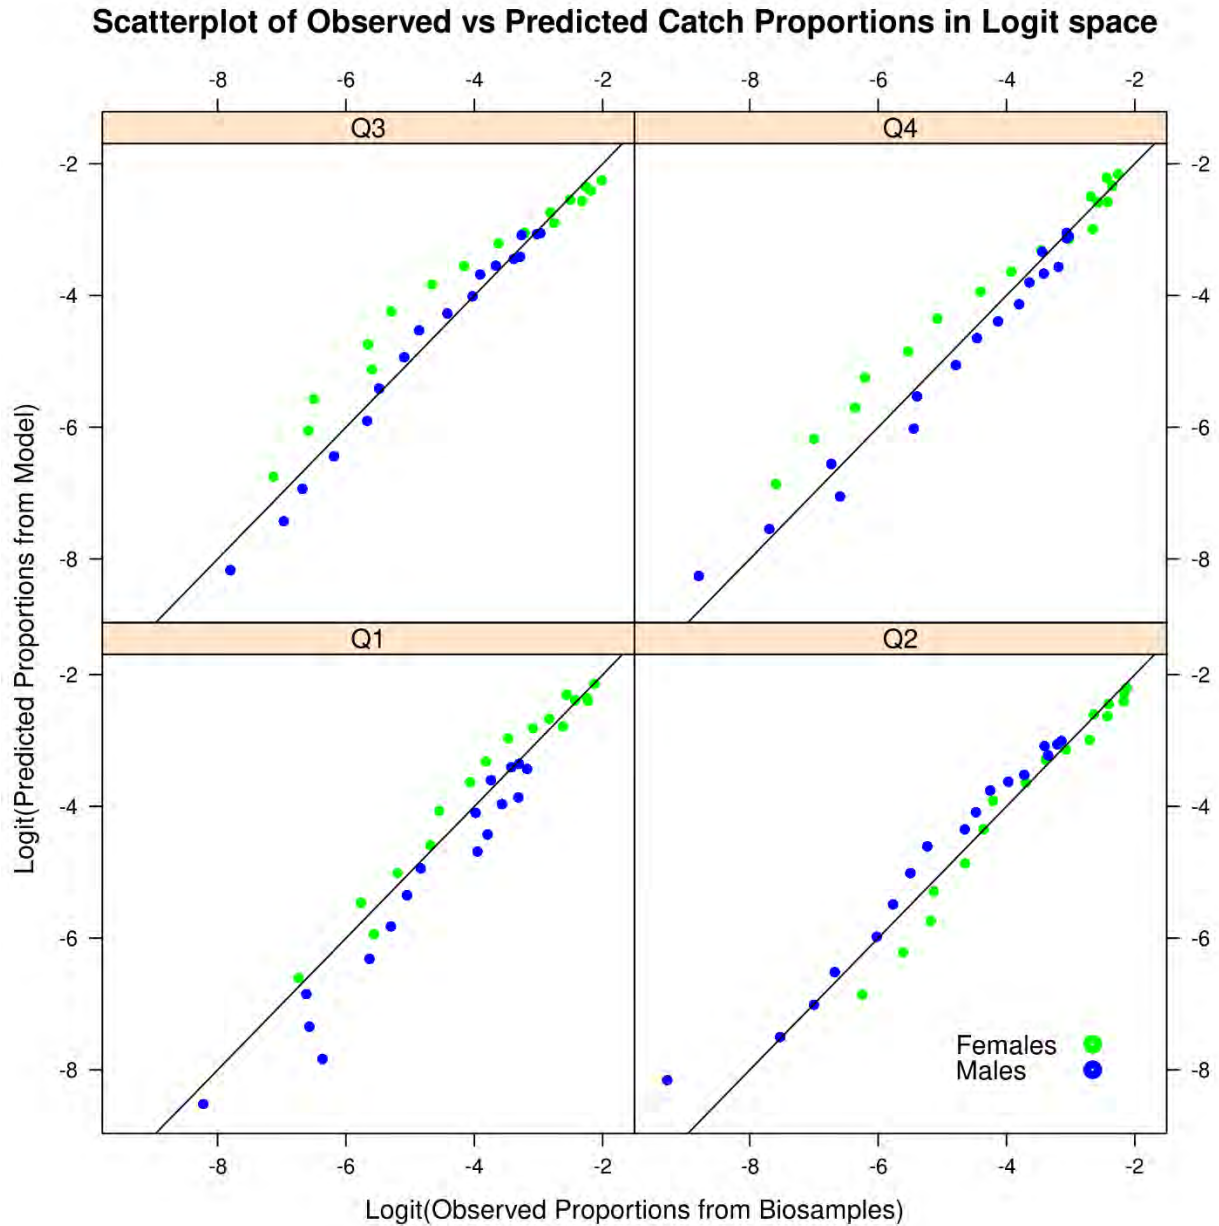 Scatterplot of Observed vs Predicted Catch Proportions in Logit space
-8 -6 -4 -2 -8 -6 -4 -2
Q3 Q4
-2 -2
-4 -4
-6 -6
-8 -8
Q1 Q2
-2 -2
-4 -4
-6 -6
Females
Males
-8 -8
-8 -6 -4 -2 -8 -6 -4 -2
Logit(Predicted Proportions from Model)
Logit(Observed Proportions from Biosamples)